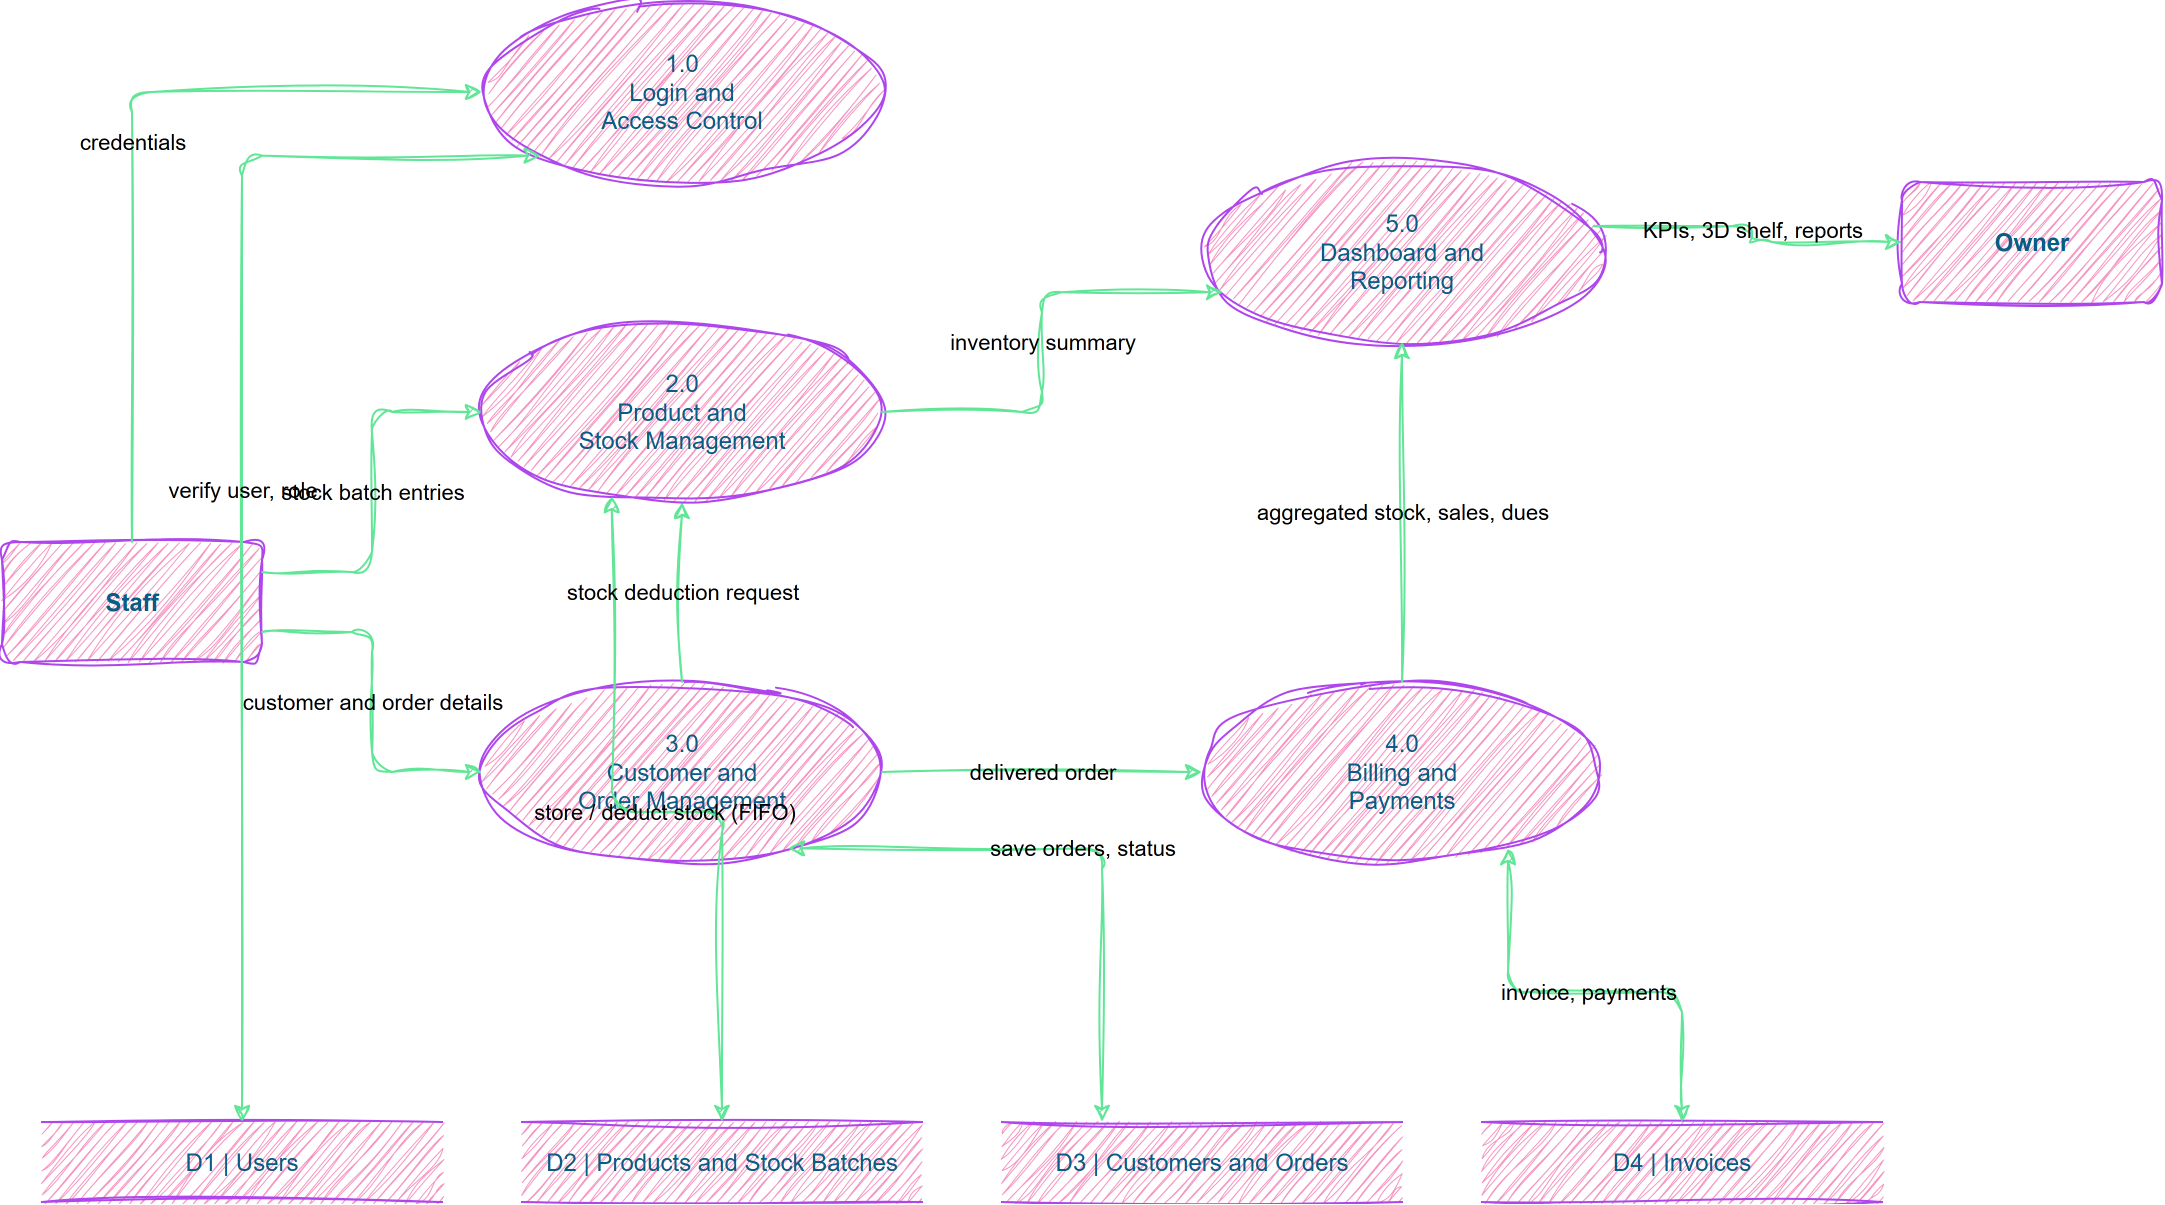 1.0
Login and
Access Control
credentials
5.0
Dashboard and
Reporting
KPIs, 3D shelf, reports
Owner
inventory summary
2.0
Product and
Stock Management
verify user, role
stock batch entries
aggregated stock, sales, dues
Staff
stock deduction request
customer and order details
3.0
Customer and
Order Management
store / deduct stock (FIFO)
delivered order
4.0
Billing and
Payments
save orders, status
invoice, payments
D1 | Users
D2 | Products and Stock Batches
D3 | Customers and Orders
D4 | Invoices